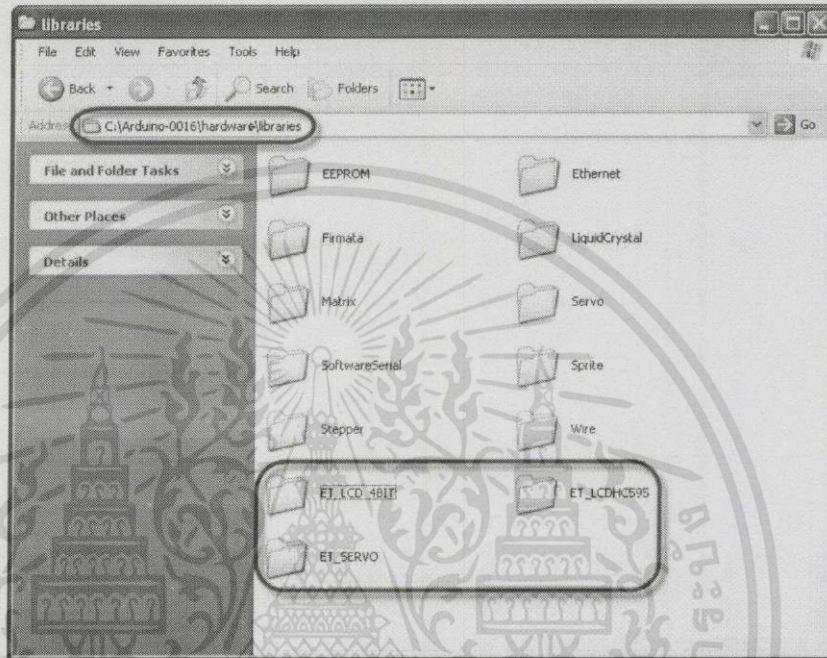 libraries
File Edit View Favorites Tools Help
Back Search Folders
Address C:\Arduino-0016\hardware\libraries Go
File and Folder Tasks
Other Places
Details
EEPROM Ethernet
Firmata LiquidCrystal
Matrix Servo
SoftwareSerial Sprite
Stepper Wire
ET_LCD_4BIT ET_LCDHC595
ET_SERVO